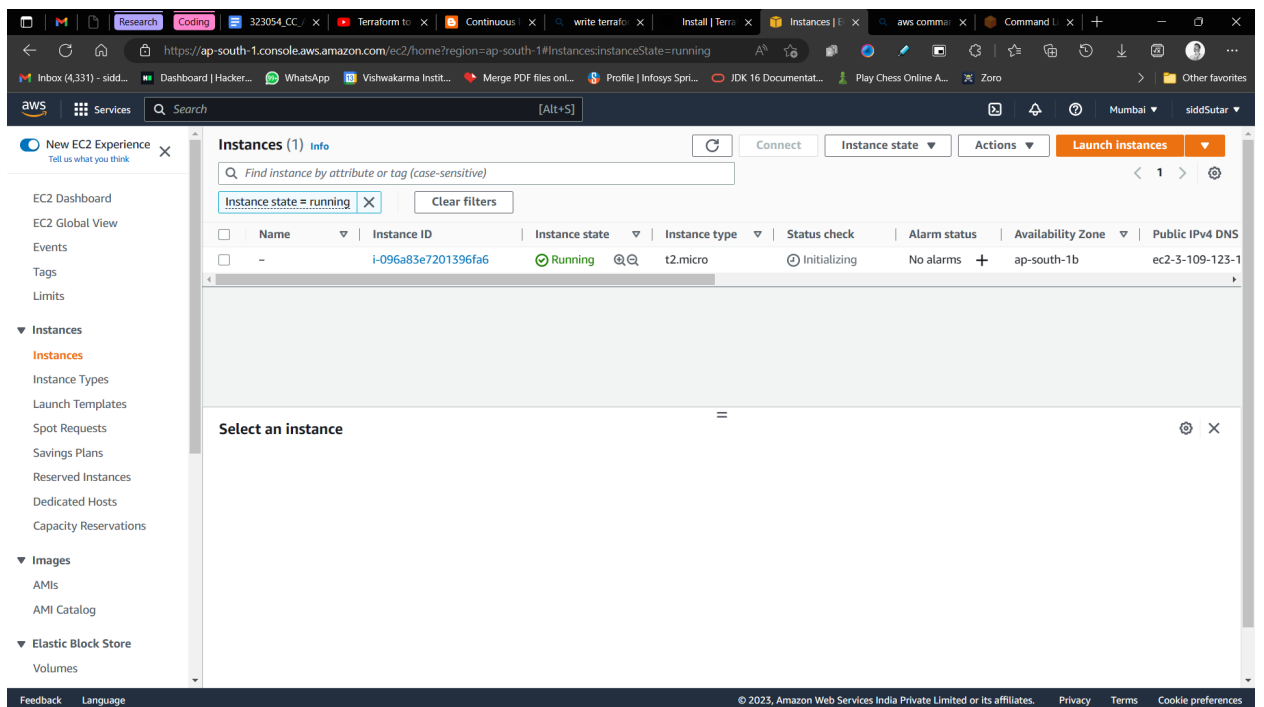 Research Coding 323054_CC_/ Terraform to Continuous write terrafor Install | Terra Instances | E aws comma Command Li
https://ap-south-1.console.aws.amazon.com/ec2/home?region=ap-south-1#Instances:instanceState=running
Inbox (4,331) - sidd... Dashboard | Hacker... WhatsApp Vishwakarma Instit... Merge PDF files onl... Profile | Infosys Spri... JDK 16 Documentat... Play Chess Online A... Zoro Other favorites
aws Services Search [Alt+S] Mumbai ▼ siddSutar ▼
New EC2 Experience
Tell us what you think
EC2 Dashboard
EC2 Global View
Events
Tags
Limits
Instances
Instances
Instance Types
Launch Templates
Spot Requests
Savings Plans
Reserved Instances
Dedicated Hosts
Capacity Reservations
Images
AMIs
AMI Catalog
Elastic Block Store
Volumes
Instances (1) Info Connect Instance state ▼ Actions ▼ Launch instances ▼
Find instance by attribute or tag (case-sensitive) < 1 >
Instance state = running Clear filters
Name Instance ID Instance state Instance type Status check Alarm status Availability Zone Public IPv4 DNS
– i-096a83e7201396fa6 Running t2.micro Initializing No alarms + ap-south-1b ec2-3-109-123-1
Select an instance
Feedback Language © 2023, Amazon Web Services India Private Limited or its affiliates. Privacy Terms Cookie preferences